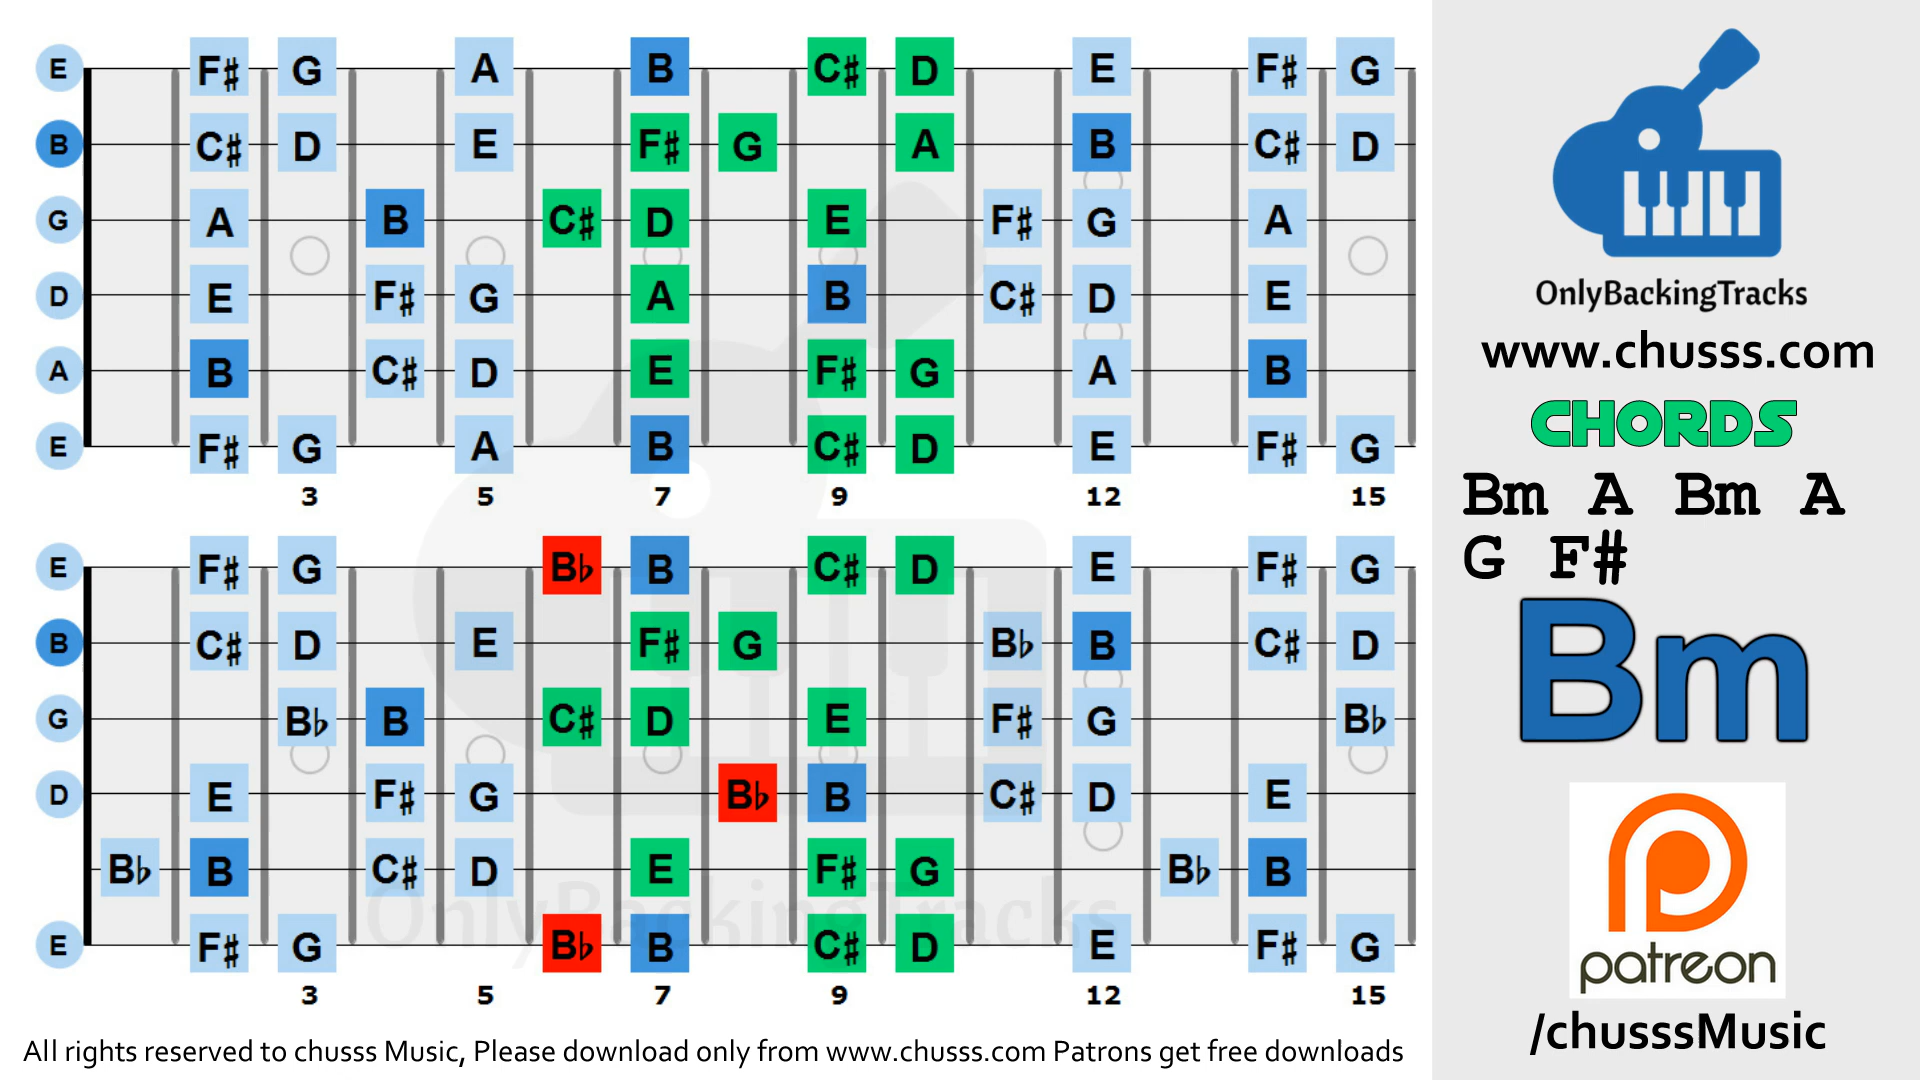 E F♯ G A B C♯ D E F♯ G
B C♯ D E F♯ G A B C♯ D
G A B C♯ D E F♯ G A
D E F♯ G A B C♯ D E
A B C♯ D E F♯ G A B
E F♯ G A B C♯ D E F♯ G
3 5 7 9 12 15
E F♯ G B♭ B C♯ D E F♯ G
B C♯ D E F♯ G B♭ B C♯ D
G B♭ B C♯ D E F♯ G B♭
D E F♯ G B♭ B C♯ D E
B♭ B C♯ D E F♯ G B♭ B
E F♯ G B♭ B C♯ D E F♯ G
3 5 7 9 12 15
OnlyBackingTracks
All rights reserved to chusss Music, Please download only from www.chusss.com Patrons get free downloads
OnlyBackingTracks
www.chusss.com
CHORDS
Bm A Bm A
G F#
Bm
patreon
/chusssMusic